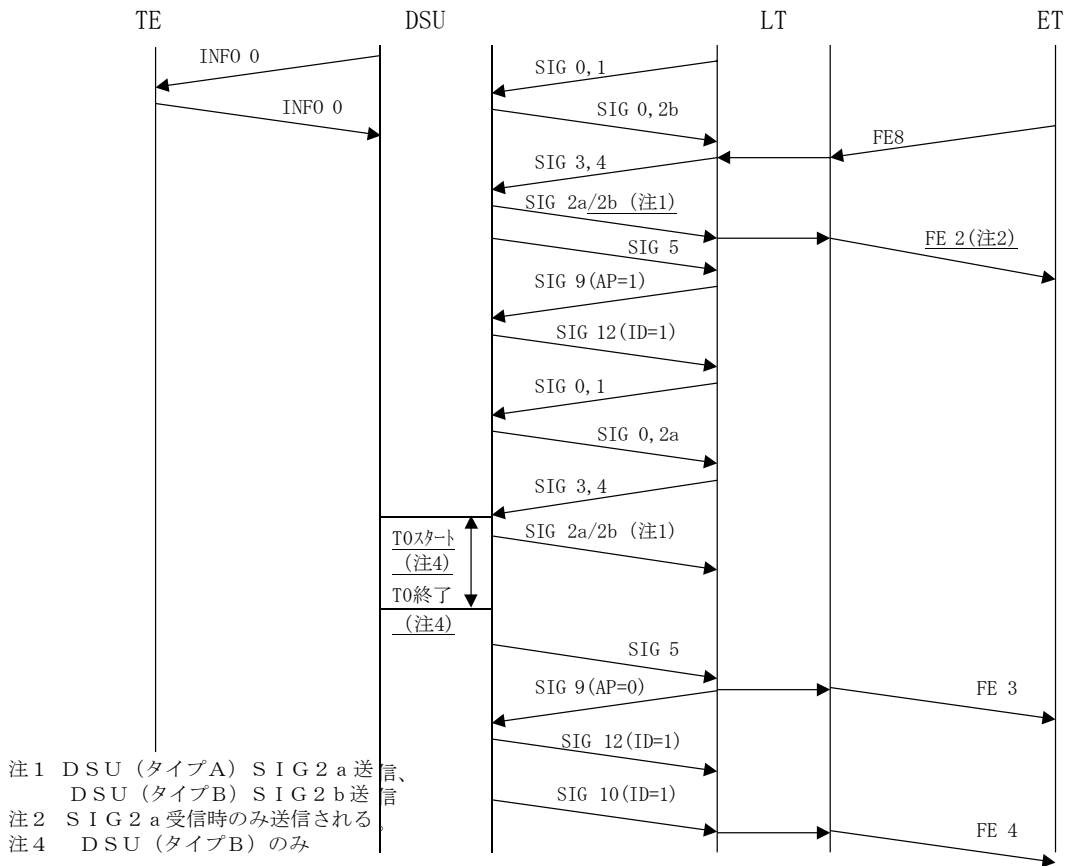 TE DSU LT ET
INFO 0
SIG 0,1
INFO 0
SIG 0,2b
FE8
SIG 3,4
SIG 2a/2b (注1)
FE 2(注2)
SIG 5
SIG 9(AP=1)
SIG 12(ID=1)
SIG 0,1
SIG 0,2a
SIG 3,4
SIG 2a/2b (注1)
T0ｽﾀｰﾄ
(注4)
T0終了
(注4)
SIG 5
SIG 9(AP=0)
FE 3
SIG 12(ID=1)
SIG 10(ID=1)
FE 4
注１ ＤＳＵ（タイプＡ）ＳＩＧ２ａ送信、
ＤＳＵ（タイプＢ）ＳＩＧ２ｂ送信
注２ ＳＩＧ２ａ受信時のみ送信される。
注４ ＤＳＵ（タイプＢ）のみ